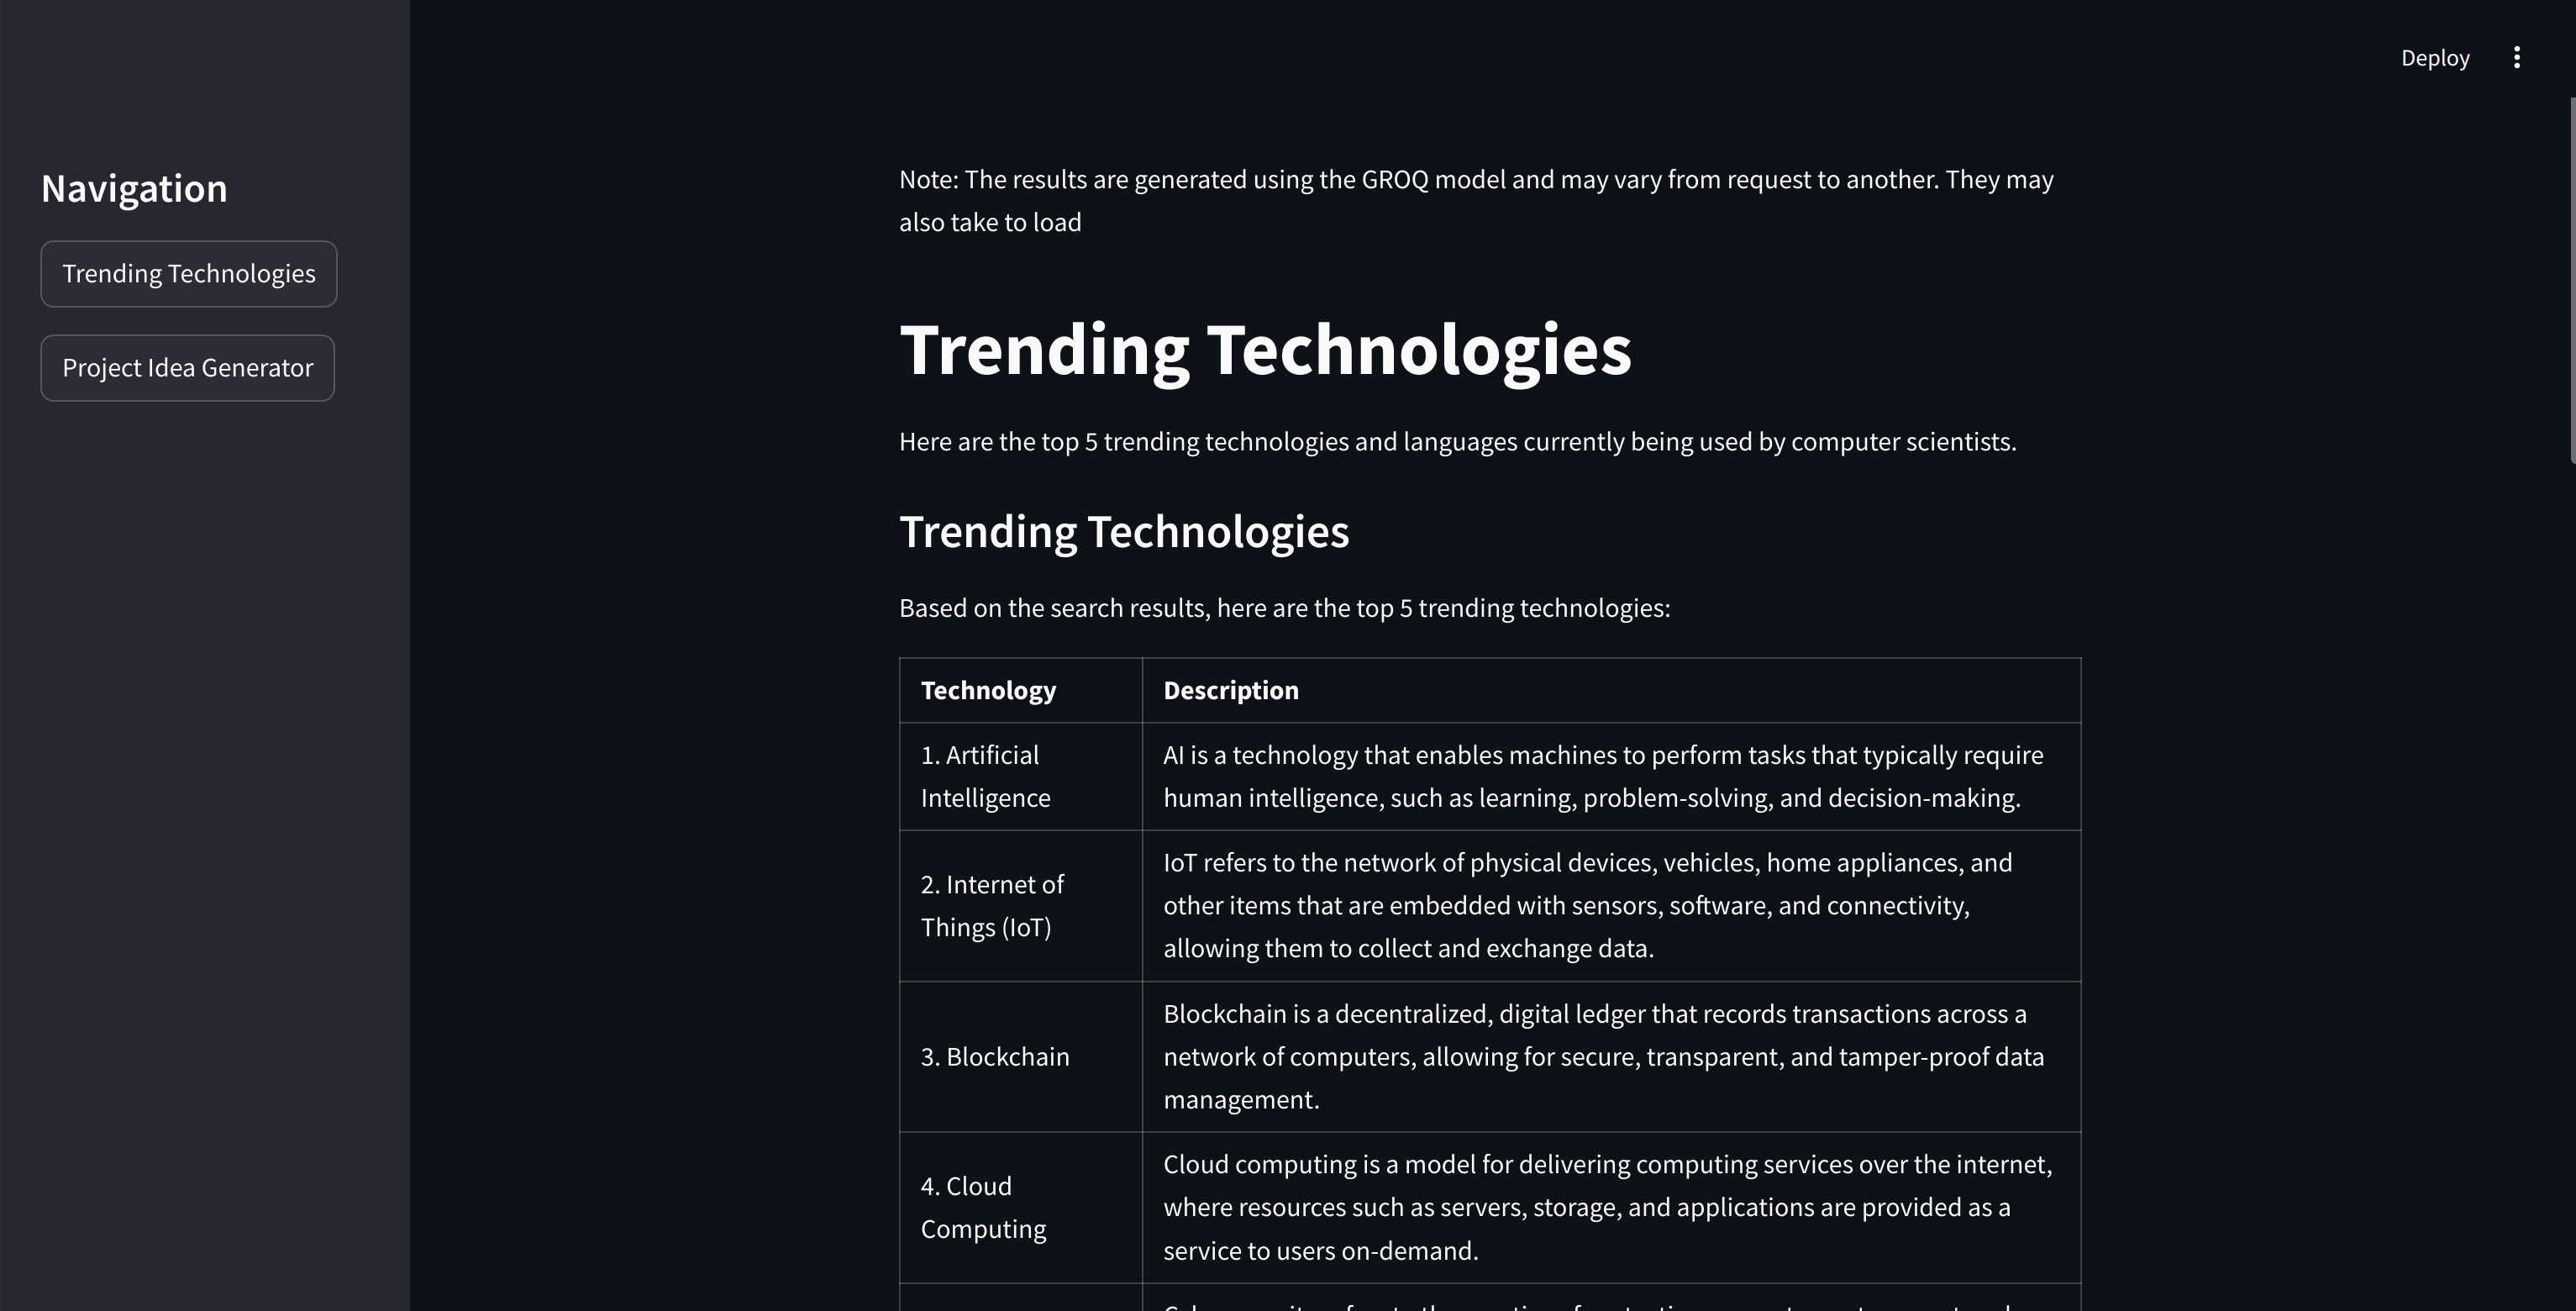 Deploy
Navigation
Trending Technologies
Project Idea Generator
Note: The results are generated using the GROQ model and may vary from request to another. They may
also take to load
Trending Technologies
Here are the top 5 trending technologies and languages currently being used by computer scientists.
Trending Technologies
Based on the search results, here are the top 5 trending technologies:
Technology Description
1. Artificial
Intelligence
AI is a technology that enables machines to perform tasks that typically require
human intelligence, such as learning, problem-solving, and decision-making.
2. Internet of
Things (IoT)
IoT refers to the network of physical devices, vehicles, home appliances, and
other items that are embedded with sensors, software, and connectivity,
allowing them to collect and exchange data.
3. Blockchain
Blockchain is a decentralized, digital ledger that records transactions across a
network of computers, allowing for secure, transparent, and tamper-proof data
management.
4. Cloud
Computing
Cloud computing is a model for delivering computing services over the internet,
where resources such as servers, storage, and applications are provided as a
service to users on-demand.